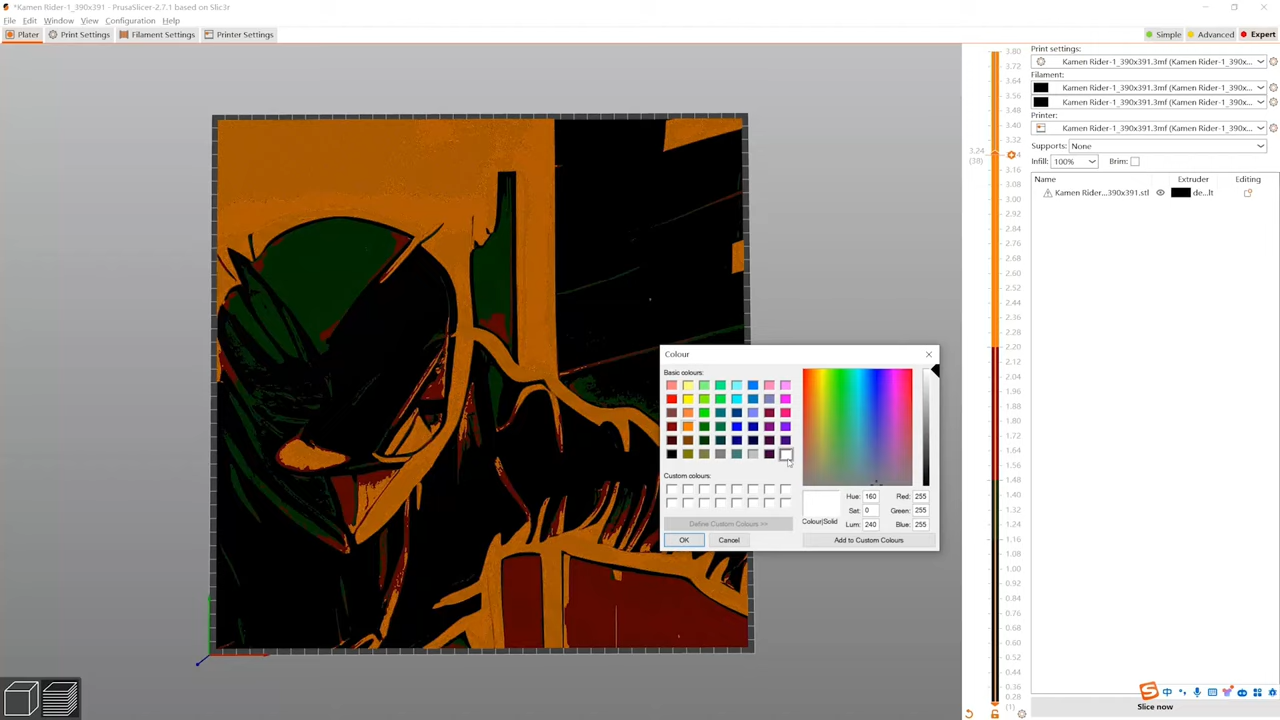 *Kamen Rider-1_390x391 - PrusaSlicer-2.7.1 based on Slic3r
File Edit Window View Configuration Help
Plater Print Settings Filament Settings Printer Settings Simple Advanced Expert
Print settings:
Kamen Rider-1_390x391.3mf (Kamen Rider-1_390x...
Filament:
Kamen Rider-1_390x391.3mf (Kamen Rider-1_390x...
Kamen Rider-1_390x391.3mf (Kamen Rider-1_390x...
Printer:
Kamen Rider-1_390x391.3mf (Kamen Rider-1_390x...
Supports: None
Infill: 100% Brim:
Name Extruder Editing
Kamen Rider...390x391.stl de...lt
3.80
3.72
3.64
3.56
3.48
3.40
3.32
3.24
(38)
3.16
3.08
3.00
2.92
2.84
2.76
2.68
2.60
2.52
2.44
2.36
2.28
2.20
2.12
2.04
1.96
1.88
1.80
1.72
1.64
1.56
1.48
1.40
1.32
1.24
1.16
1.08
1.00
0.92
0.84
0.76
0.68
0.60
0.52
0.44
0.36
0.28
(1)
Colour
Basic colours:
Custom colours:
Define Custom Colours >>
OK Cancel
Colour|Solid
Hue: 160 Red: 255
Sat: 0 Green: 255
Lum: 240 Blue: 255
Add to Custom Colours
S 中
Slice now